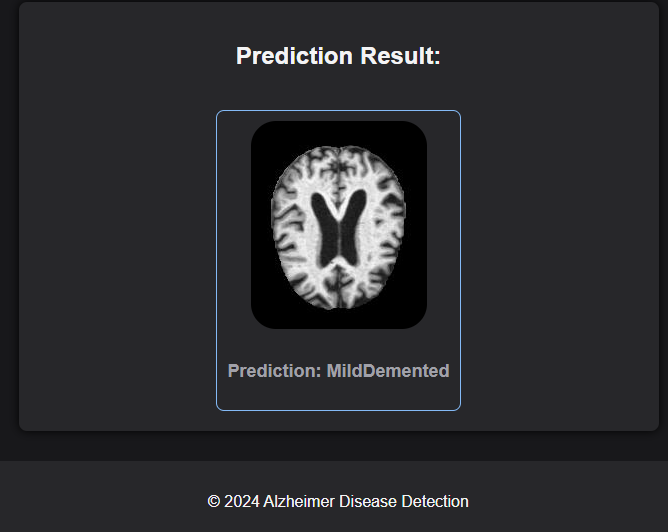 Prediction Result:
Prediction: MildDemented
© 2024 Alzheimer Disease Detection